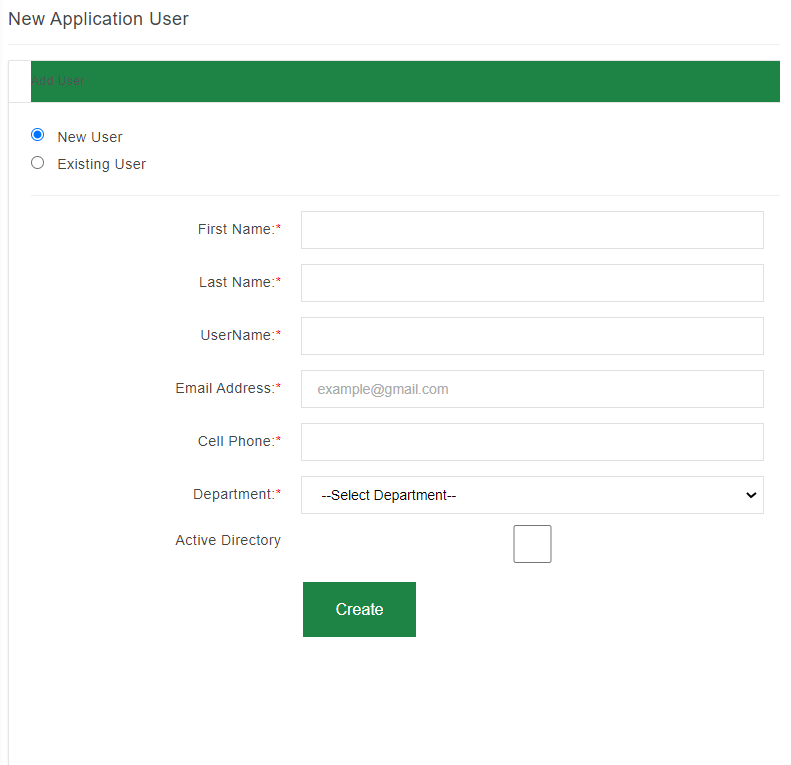 New Application User
Add User
New User
Existing User
First Name:*
Last Name:*
UserName:*
Email Address:* example@gmail.com
Cell Phone:*
Department:* --Select Department--
Active Directory
Create